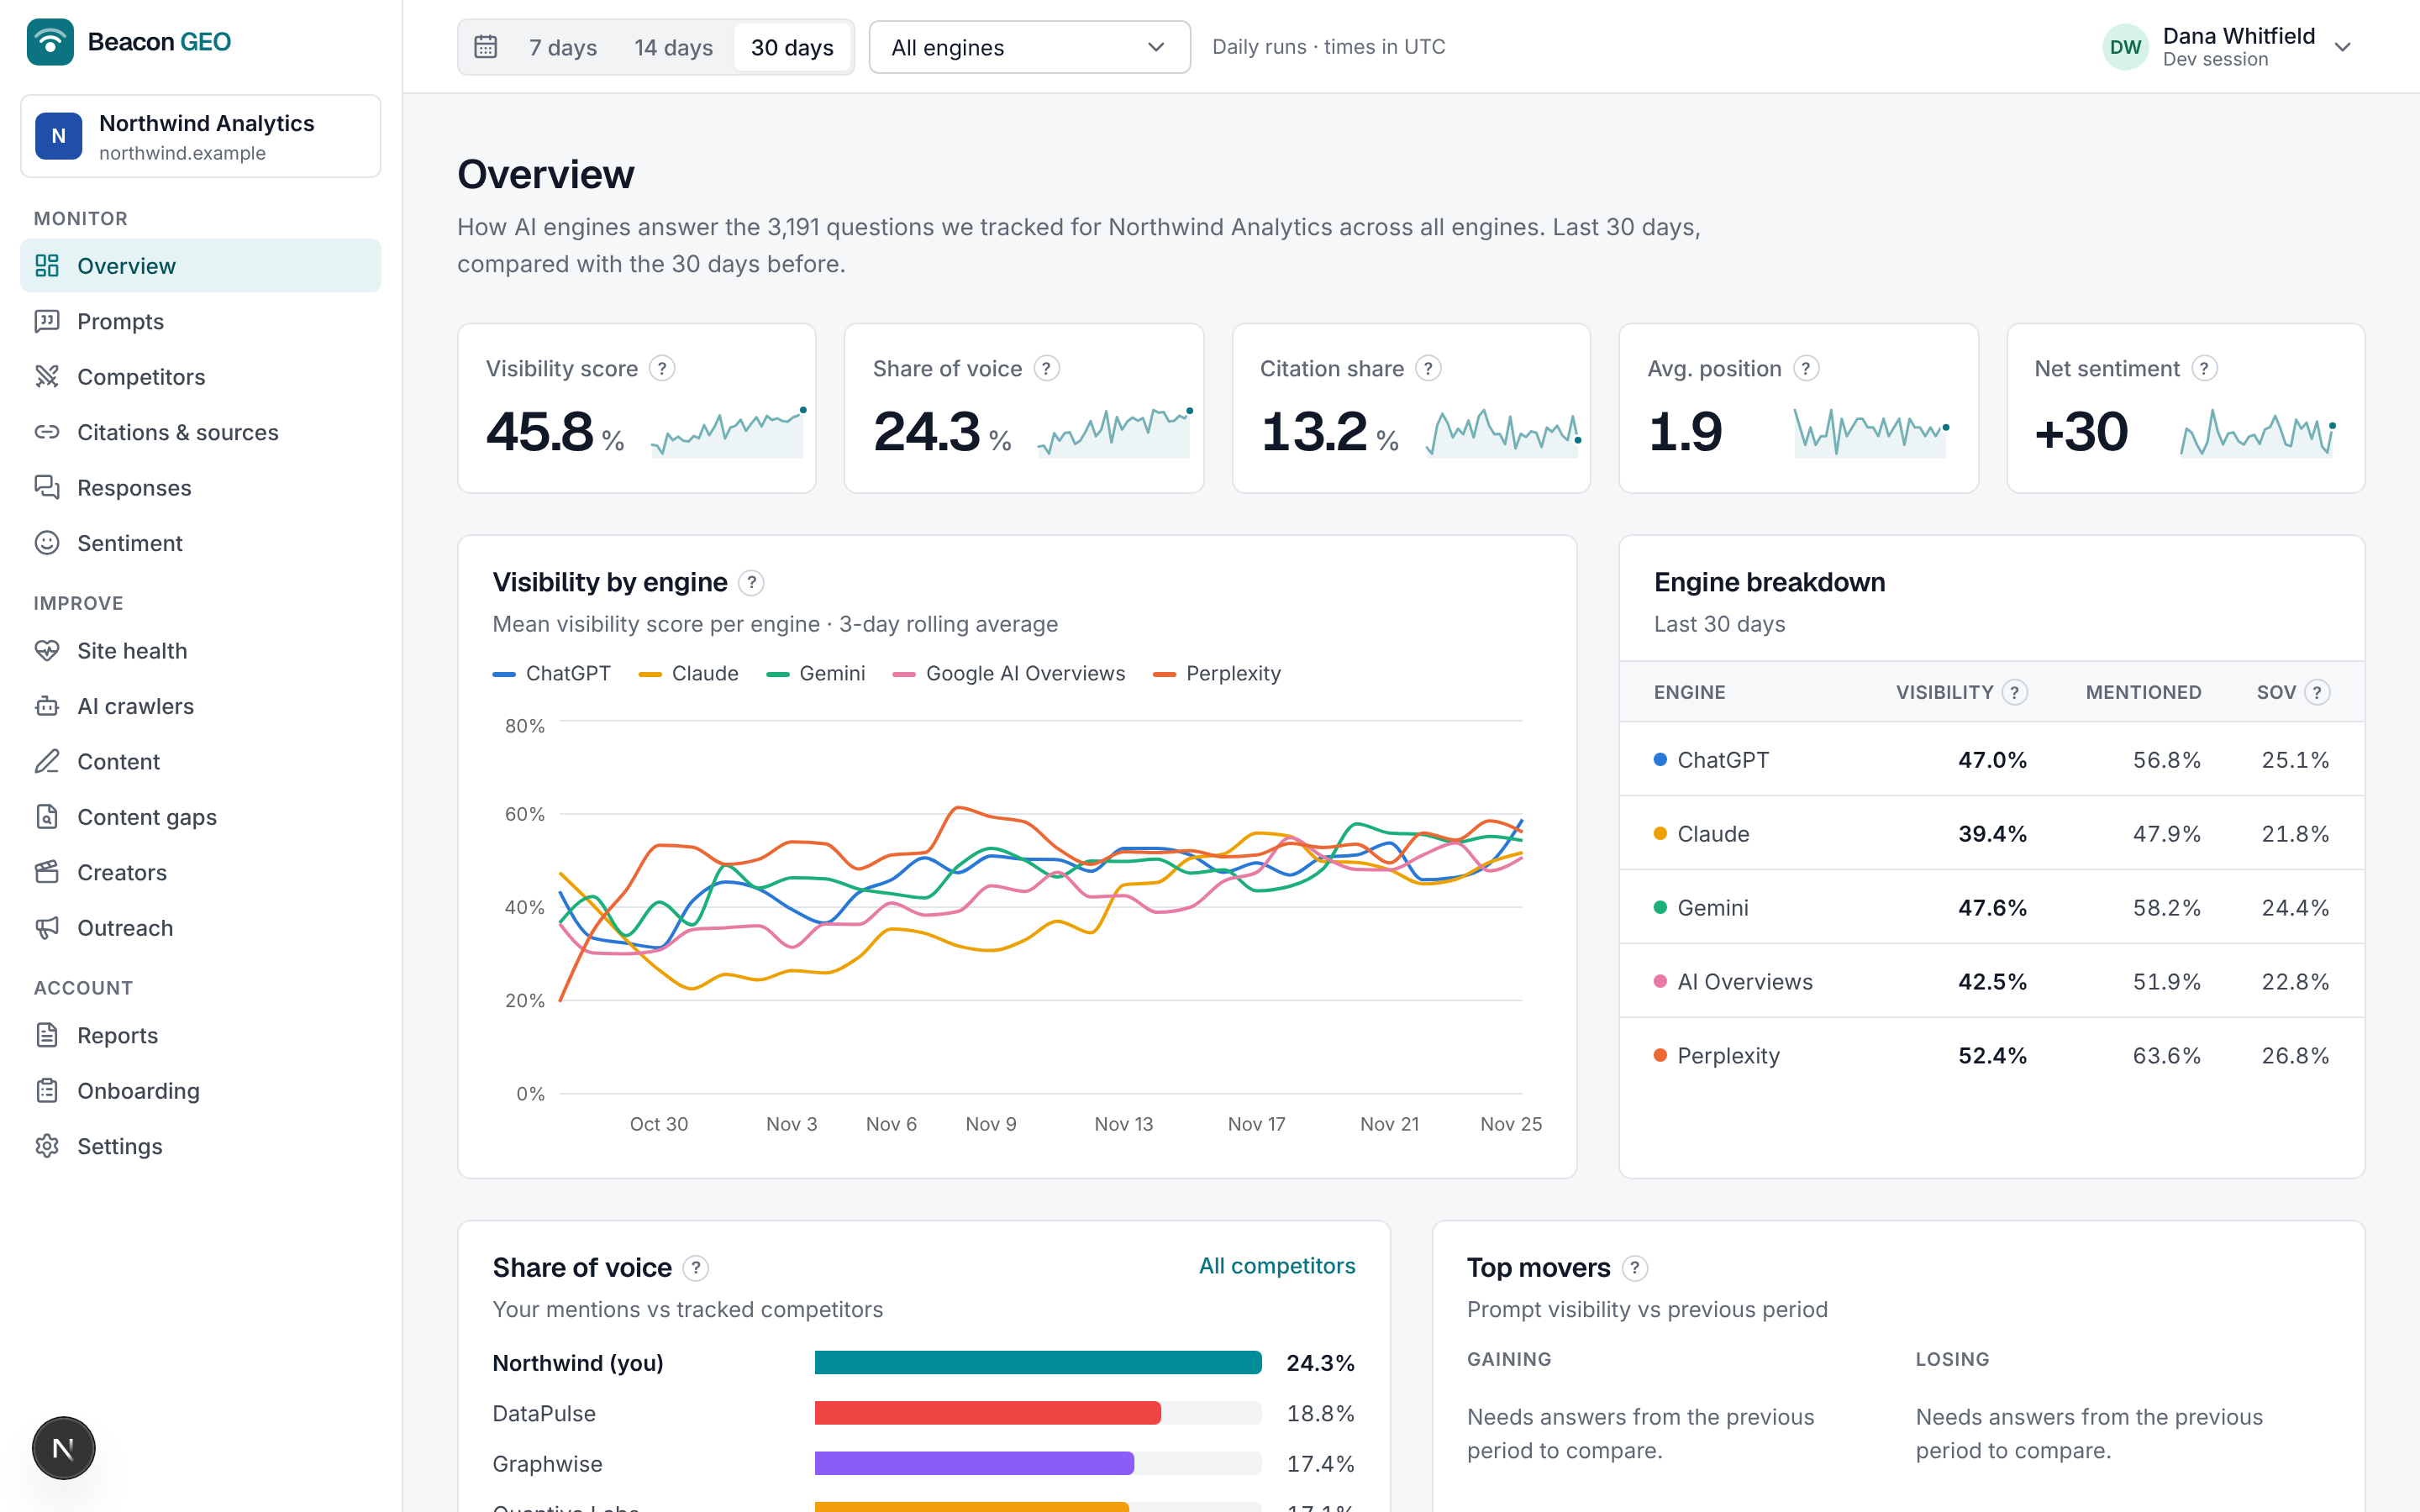 Beacon GEO
N
Northwind Analytics
northwind.example
MONITOR
Overview
Prompts
Competitors
Citations & sources
Responses
Sentiment
IMPROVE
Site health
AI crawlers
Content
Content gaps
Creators
Outreach
ACCOUNT
Reports
Onboarding
Settings
N
7 days 14 days 30 days
All engines
Daily runs · times in UTC
DW
Dana Whitfield
Dev session
Overview
How AI engines answer the 3,191 questions we tracked for Northwind Analytics across all engines. Last 30 days,
compared with the 30 days before.
Visibility score ?
45.8 %
Share of voice ?
24.3 %
Citation share ?
13.2 %
Avg. position ?
1.9
Net sentiment ?
+30
Visibility by engine ?
Mean visibility score per engine · 3-day rolling average
ChatGPT Claude Gemini Google AI Overviews Perplexity
80%
60%
40%
20%
0%
Oct 30 Nov 3 Nov 6 Nov 9 Nov 13 Nov 17 Nov 21 Nov 25
Engine breakdown
Last 30 days
ENGINE VISIBILITY ? MENTIONED SOV ?
ChatGPT 47.0% 56.8% 25.1%
Claude 39.4% 47.9% 21.8%
Gemini 47.6% 58.2% 24.4%
AI Overviews 42.5% 51.9% 22.8%
Perplexity 52.4% 63.6% 26.8%
Share of voice ?
All competitors
Your mentions vs tracked competitors
Northwind (you) 24.3%
DataPulse 18.8%
Graphwise 17.4%
Top movers ?
Prompt visibility vs previous period
GAINING
Needs answers from the previous
period to compare.
LOSING
Needs answers from the previous
period to compare.